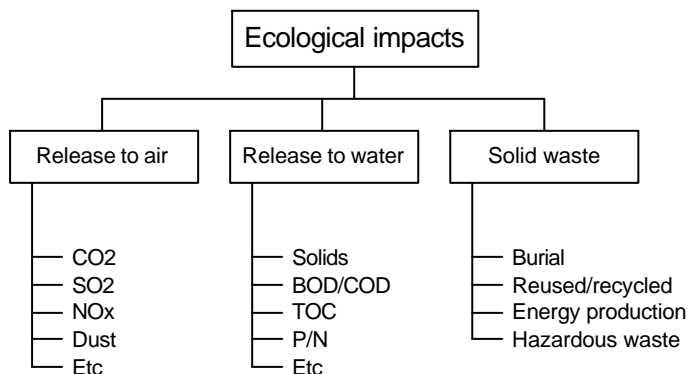 Ecological impacts
Release to air
Release to water
Solid waste
CO2
SO2
NOx
Dust
Etc
Solids
BOD/COD
TOC
P/N
Etc
Burial
Reused/recycled
Energy production
Hazardous waste